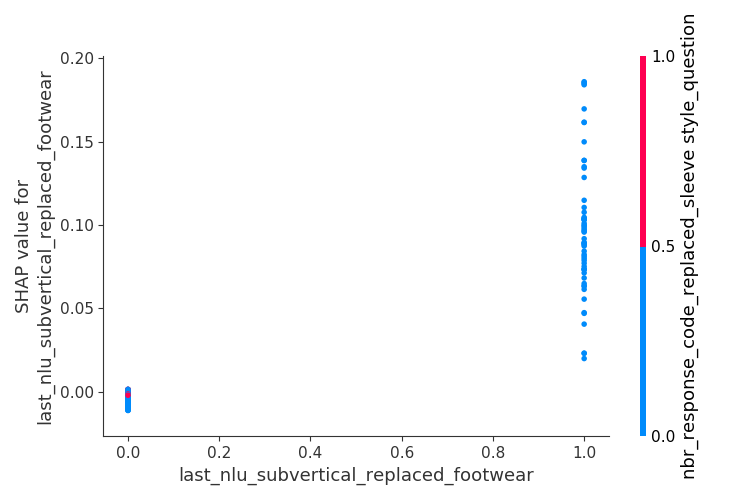 SHAP value for
last_nlu_subvertical_replaced_footwear
0.20
0.15
0.10
0.05
0.00
0.0 0.2 0.4 0.6 0.8 1.0
last_nlu_subvertical_replaced_footwear
1.0
0.5
0.0
nbr_response_code_replaced_sleeve style_question